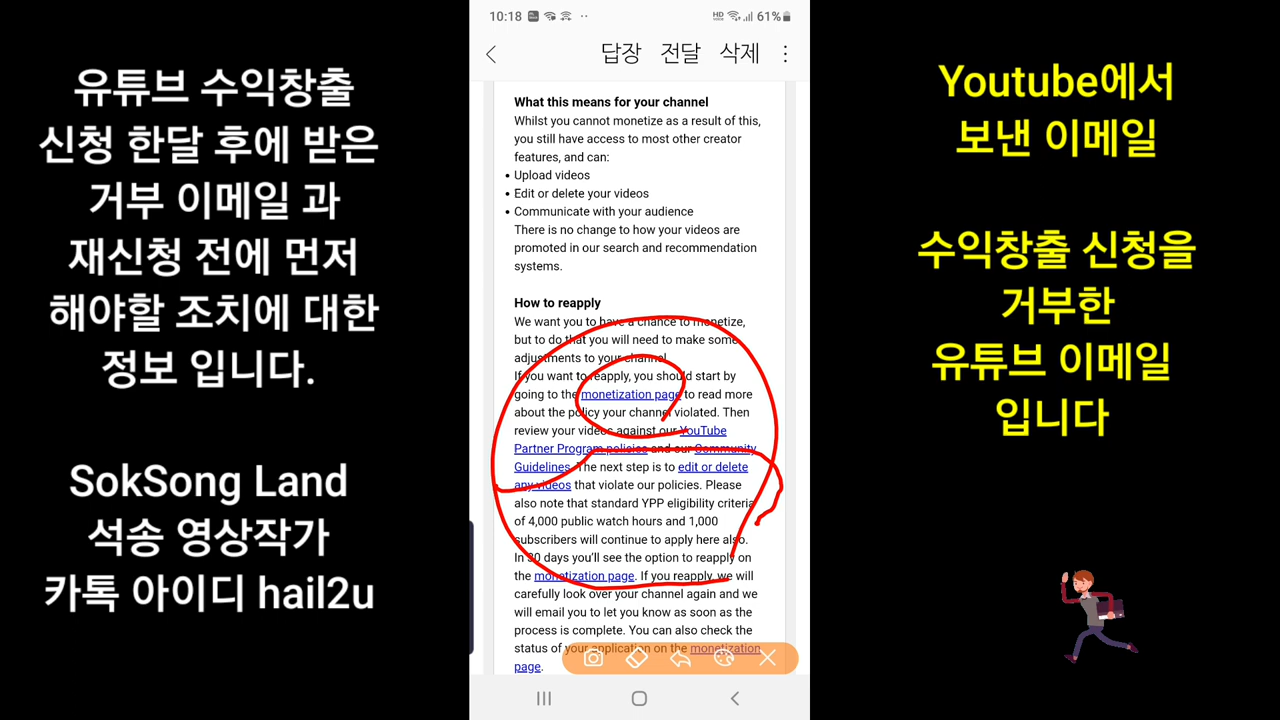 유튜브 수익창출
신청 한달 후에 받은
거부 이메일 과
재신청 전에 먼저
해야할 조치에 대한
정보 입니다.
SokSong Land
석송 영상작가
카톡 아이디 hail2u
10:18
HD VOICE 61%
답장 전달 삭제
What this means for your channel
Whilst you cannot monetize as a result of this,
you still have access to most other creator
features, and can:
• Upload videos
• Edit or delete your videos
• Communicate with your audience
There is no change to how your videos are
promoted in our search and recommendation
systems.
How to reapply
We want you to have a chance to monetize,
but to do that you will need to make some
adjustments to your channel.
If you want to reapply, you should start by
going to the monetization page to read more
about the policy your channel violated. Then
review your videos against our YouTube
Partner Program policies and our Community
Guidelines. The next step is to edit or delete
any videos that violate our policies. Please
also note that standard YPP eligibility criteria
of 4,000 public watch hours and 1,000
subscribers will continue to apply here also.
In 30 days you’ll see the option to reapply on
the monetization page. If you reapply, we will
carefully look over your channel again and we
will email you to let you know as soon as the
process is complete. You can also check the
status of your application on the monetization
page.
Youtube에서
보낸 이메일
수익창출 신청을
거부한
유튜브 이메일
입니다